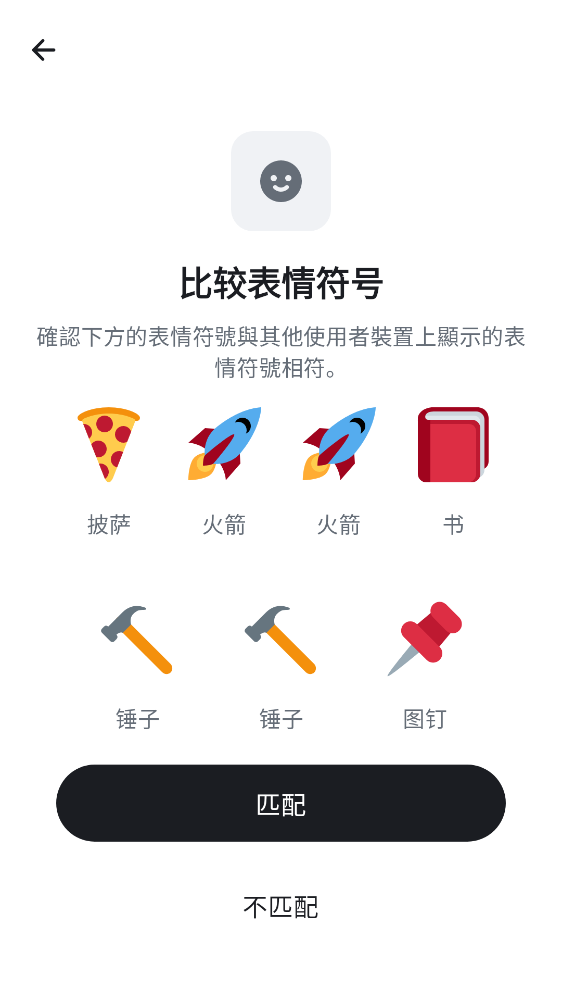 比较表情符号
確認下方的表情符號與其他使用者裝置上顯示的表
情符號相符。
披萨 火箭 火箭 书
锤子 锤子 图钉
匹配
不匹配